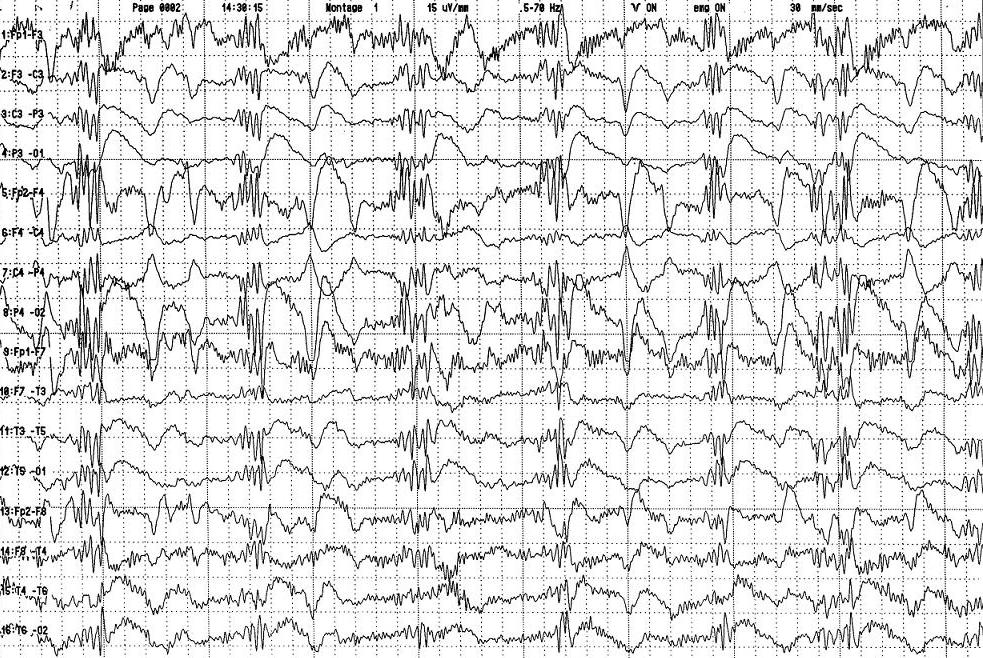 Page 0002 14:30:15 Montage 1 15 uV/mm .5-70 Hz ON emg ON 30 mm/sec
1:Fp1-F3
2:F3 -C3
3:C3 -P3
4:P3 -O1
5:Fp2-F4
6:F4 -C4
7:C4 -P4
8:P4 -O2
9:Fp1-F7
10:F7 -T3
11:T3 -T5
12:T5 -O1
13:Fp2-F8
14:F8 -T4
15:T4 -T6
16:T6 -O2